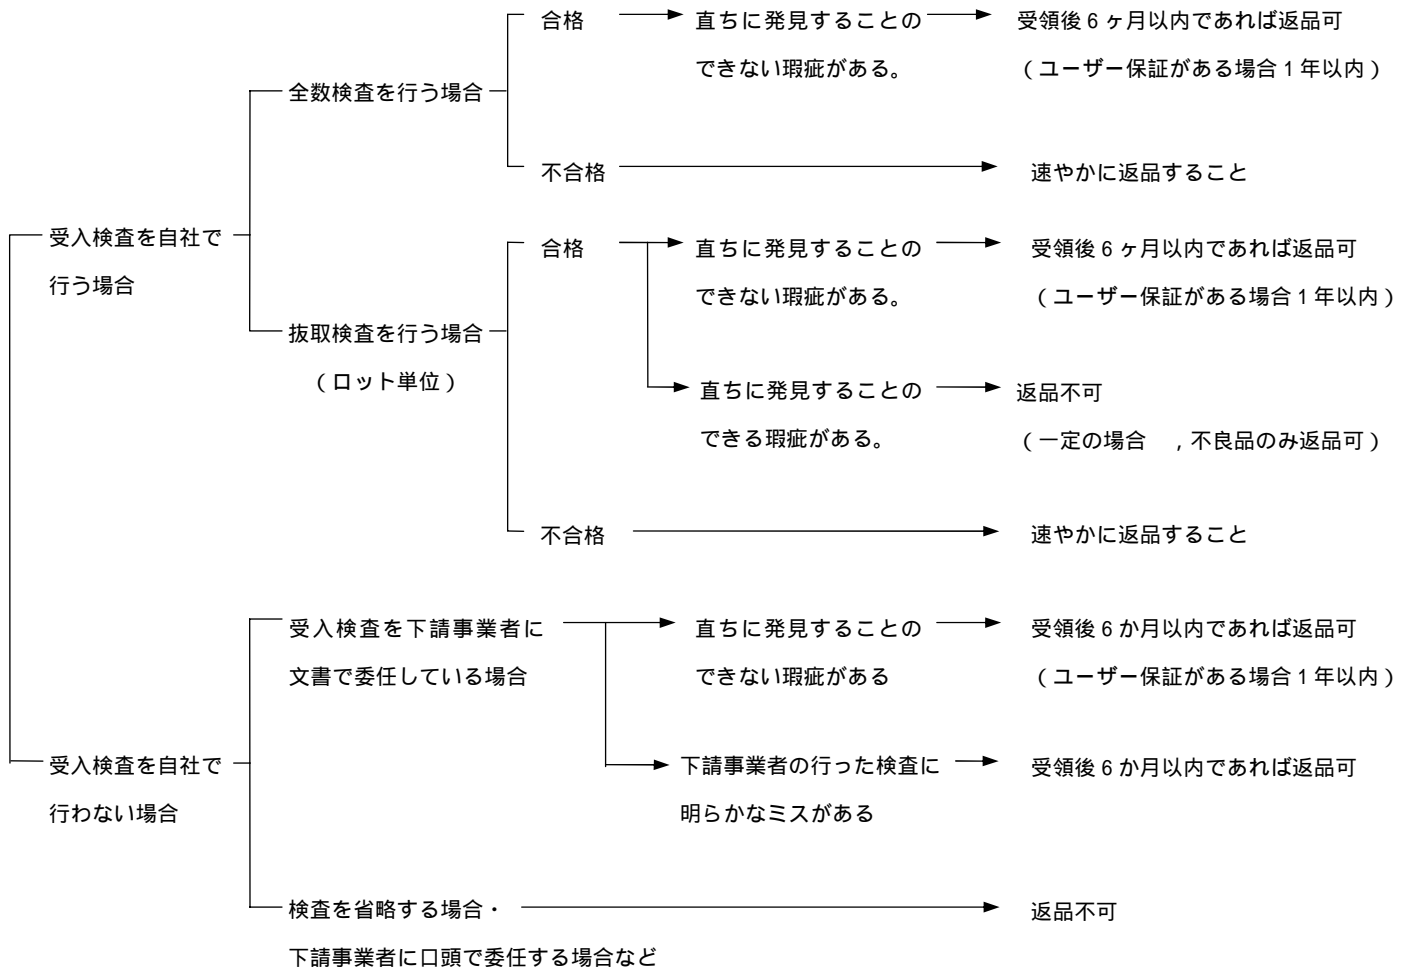 合格
直ちに発見することの
できない瑕疵がある。
受領後6ヶ月以内であれば返品可
(ユーザー保証がある場合1年以内)
全数検査を行う場合
不合格
速やかに返品すること
受入検査を自社で
行う場合
合格
直ちに発見することの
できない瑕疵がある。
受領後6ヶ月以内であれば返品可
(ユーザー保証がある場合1年以内)
抜取検査を行う場合
(ロット単位)
直ちに発見することの
できる瑕疵がある。
返品不可
(一定の場合 ,不良品のみ返品可)
不合格
速やかに返品すること
受入検査を下請事業者に
文書で委任している場合
直ちに発見することの
できない瑕疵がある
受領後6か月以内であれば返品可
(ユーザー保証がある場合1年以内)
受入検査を自社で
行わない場合
下請事業者の行った検査に
明らかなミスがある
受領後6か月以内であれば返品可
検査を省略する場合・
下請事業者に口頭で委任する場合など
返品不可